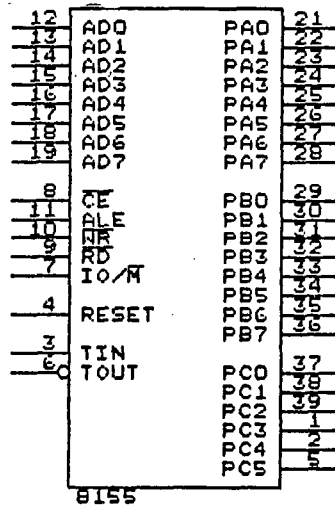 12 AD0 PA0 21
13 AD1 PA1 22
14 AD2 PA2 23
15 AD3 PA3 24
16 AD4 PA4 25
17 AD5 PA5 26
18 AD6 PA6 27
19 AD7 PA7 28
8 CE PB0 29
11 ALE PB1 30
10 WR PB2 31
9 RD PB3 32
7 IO/M PB4 33
PB5 34
4 RESET PB6 35
PB7 36
3 TIN
6 TOUT PC0 37
PC1 38
PC2 39
PC3 1
PC4 2
PC5 5
8155